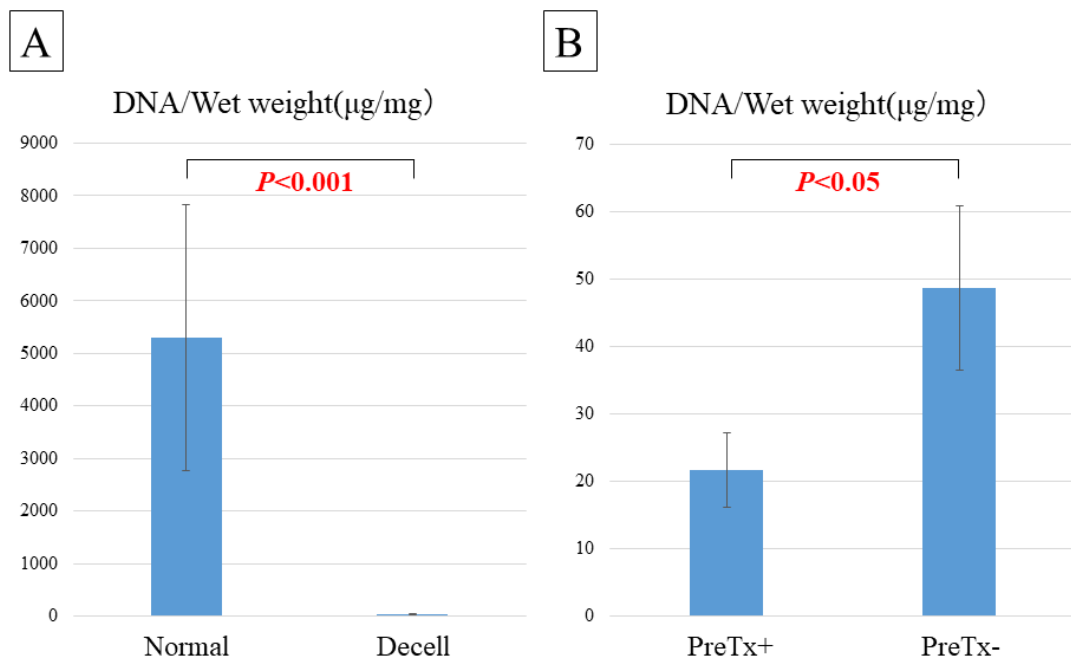 A
DNA/Wet weight(μg/mg）
9000
8000
7000
6000
5000
4000
3000
2000
1000
0
P<0.001
Normal
Decell
B
DNA/Wet weight(μg/mg）
70
60
50
40
30
20
10
0
P<0.05
PreTx+
PreTx-